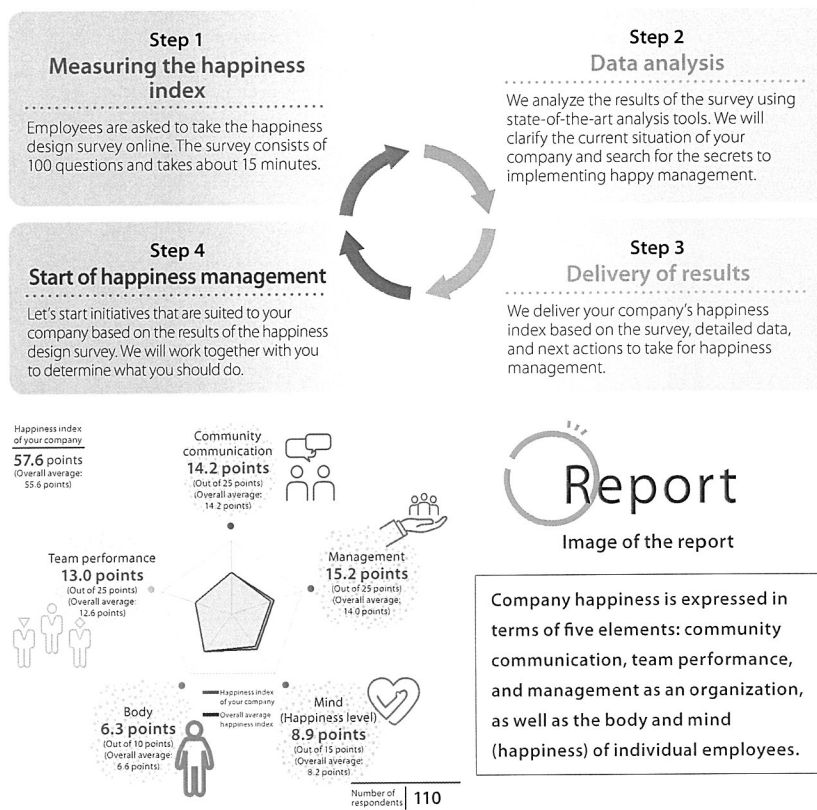 Step 1
Measuring the happiness
index
Employees are asked to take the happiness
design survey online. The survey consists of
100 questions and takes about 15 minutes.
Step 2
Data analysis
We analyze the results of the survey using
state-of-the-art analysis tools. We will
clarify the current situation of your
company and search for the secrets to
implementing happy management.
Step 4
Start of happiness management
Let's start initiatives that are suited to your
company based on the results of the happiness
design survey. We will work together with you
to determine what you should do.
Step 3
Delivery of results
We deliver your company's happiness
index based on the survey, detailed data,
and next actions to take for happiness
management.
Happiness index
of your company
57.6 points
(Overall average:
55.6 points)
Community
communication
14.2 points
(Out of 25 points)
(Overall average:
14.2 points)
Team performance
13.0 points
(Out of 25 points)
(Overall average:
12.6 points)
Management
15.2 points
(Out of 25 points)
(Overall average:
14.0 points)
Body
6.3 points
(Out of 10 points)
(Overall average:
6.6 points)
Happiness index
of your company
Overall average
happiness index
Mind
(Happiness level)
8.9 points
(Out of 15 points)
(Overall average:
8.2 points)
Number of
respondents
110
Report
Image of the report
Company happiness is expressed in
terms of five elements: community
communication, team performance,
and management as an organization,
as well as the body and mind
(happiness) of individual employees.